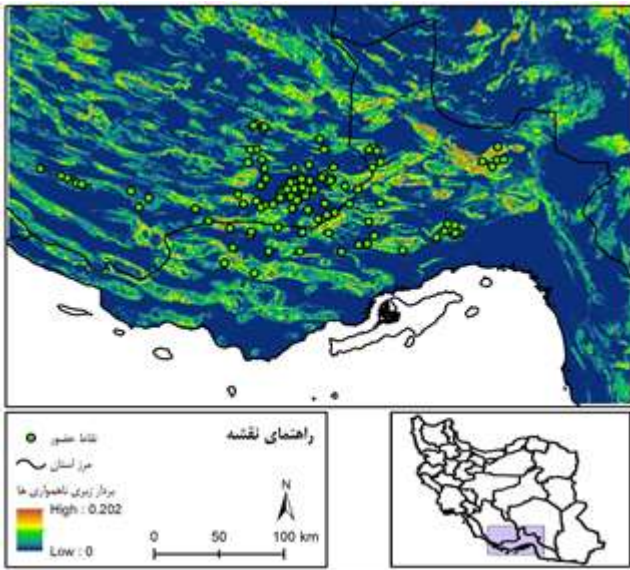 راهنمای نقشه
نقاط حضور
مرز استان
بردار زبری ناهمواری ها
High : 0.202
Low : 0
N
0 50 100 km